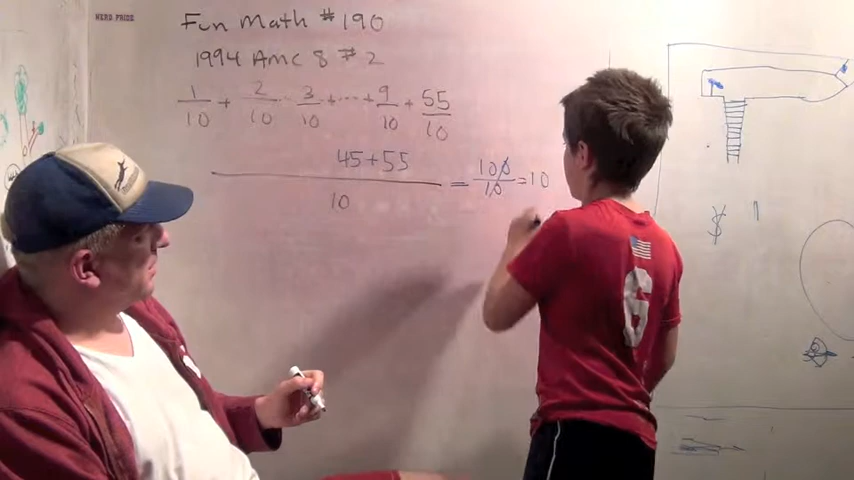 NERD PRIDE
Fun Math #190
1994 Amc 8 #2
1/10 + 2/10 + 3/10 + ... + 9/10 + 55/10
45+55 / 10 = 100/10 = 10
6